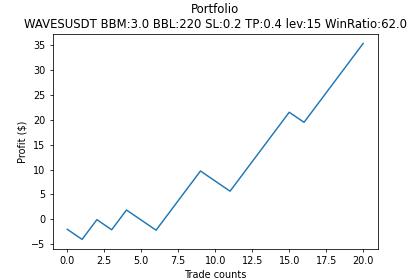 Portfolio
WAVESUSDT BBM:3.0 BBL:220 SL:0.2 TP:0.4 lev:15 WinRatio:62.0
35
30
25
20
15
10
5
0
−5
Profit ($)
0.0 2.5 5.0 7.5 10.0 12.5 15.0 17.5 20.0
Trade counts